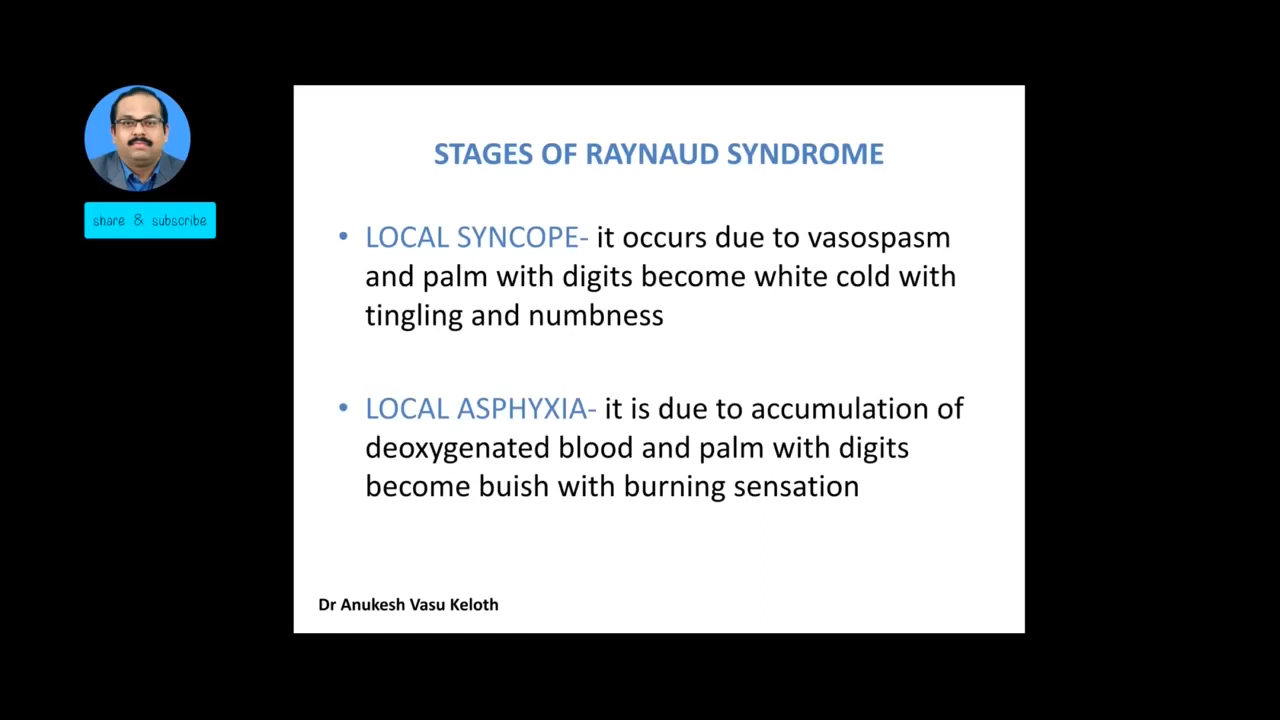 share & subscribe
STAGES OF RAYNAUD SYNDROME
• LOCAL SYNCOPE- it occurs due to vasospasm
and palm with digits become white cold with
tingling and numbness
• LOCAL ASPHYXIA- it is due to accumulation of
deoxygenated blood and palm with digits
become buish with burning sensation
Dr Anukesh Vasu Keloth